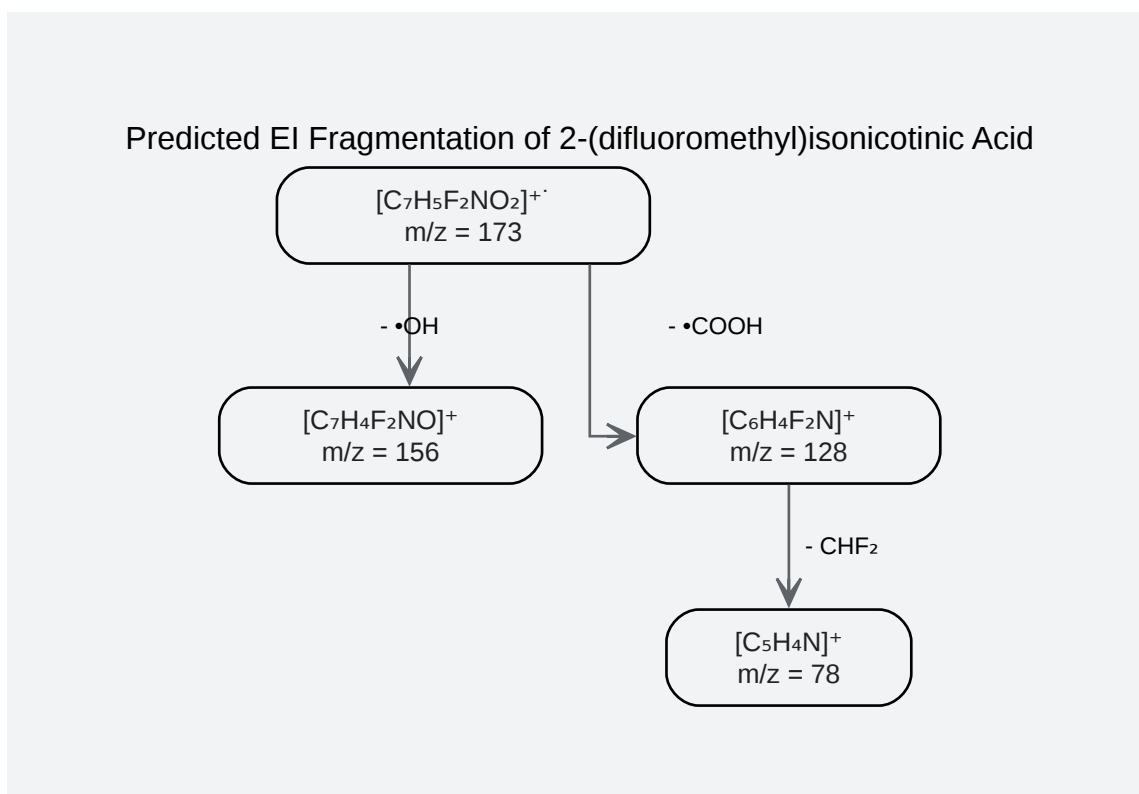 Predicted EI Fragmentation of 2-(difluoromethyl)isonicotinic Acid
[C₇H₅F₂NO₂]⁺˙
m/z = 173
- •OH
- •COOH
[C₇H₄F₂NO]⁺
m/z = 156
[C₆H₄F₂N]⁺
m/z = 128
- CHF₂
[C₅H₄N]⁺
m/z = 78